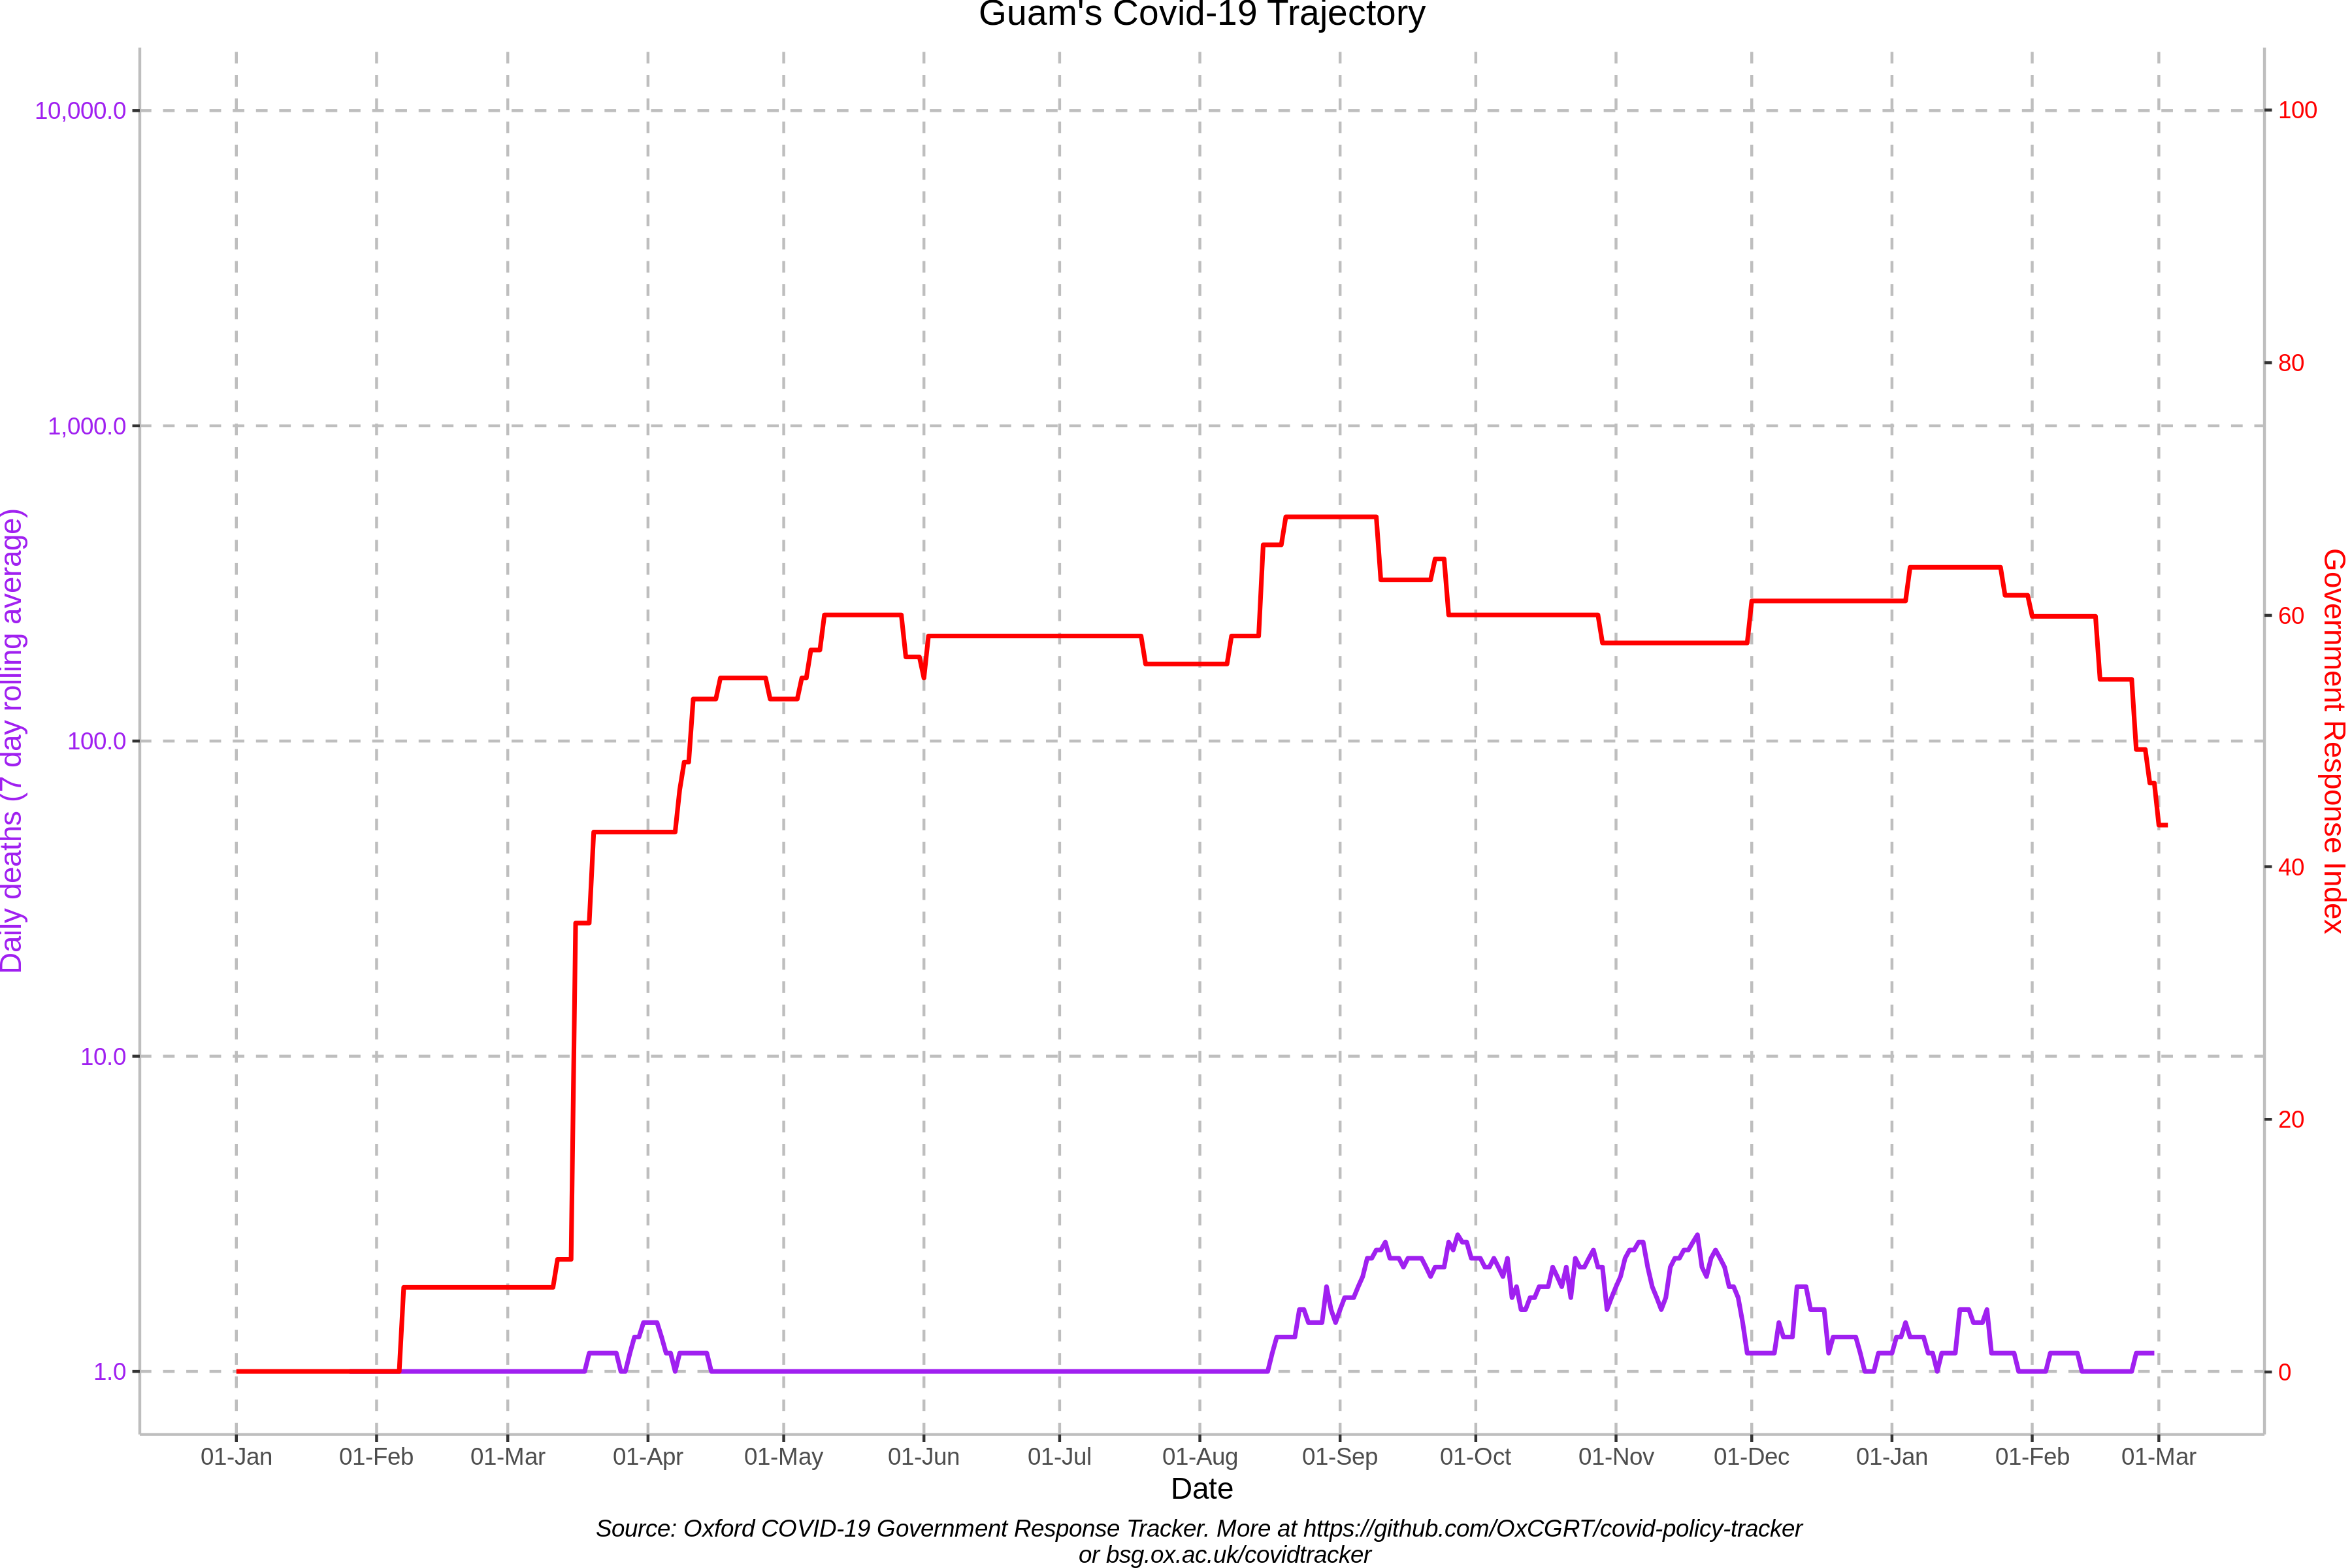 Guam's Covid-19 Trajectory
10,000.0
1,000.0
100.0
10.0
1.0
Daily deaths (7 day rolling average)
100
80
60
40
20
0
Government Response Index
01-Jan
01-Feb
01-Mar
01-Apr
01-May
01-Jun
01-Jul
01-Aug
01-Sep
01-Oct
01-Nov
01-Dec
01-Jan
01-Feb
01-Mar
Date
Source: Oxford COVID-19 Government Response Tracker. More at https://github.com/OxCGRT/covid-policy-tracker
or bsg.ox.ac.uk/covidtracker